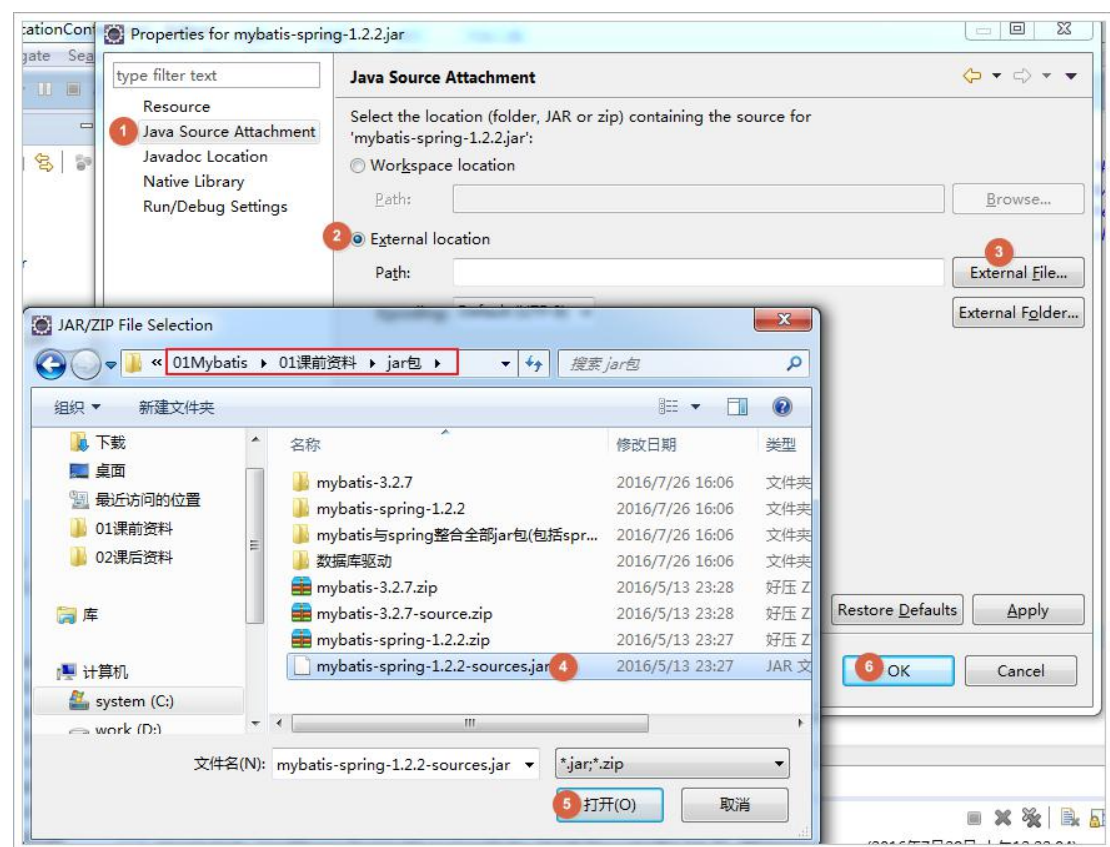 cationConf
Properties for mybatis-spring-1.2.2.jar
gate Sea
type filter text
Java Source Attachment
Resource
1 Java Source Attachment
Javadoc Location
Native Library
Run/Debug Settings
Select the location (folder, JAR or zip) containing the source for
'mybatis-spring-1.2.2.jar':
Workspace location
Path:
Browse...
2 External location
3
Path:
External File...
External Folder...
JAR/ZIP File Selection
« 01Mybatis 01课前资料 jar包
搜索 jar包
组织 新建文件夹
下载
桌面
最近访问的位置
01课前资料
02课后资料
库
计算机
system (C:)
work (D:)
名称 修改日期 类型
mybatis-3.2.7 2016/7/26 16:06 文件夹
mybatis-spring-1.2.2 2016/7/26 16:06 文件夹
mybatis与spring整合全部jar包(包括spr... 2016/7/26 16:06 文件夹
数据库驱动 2016/7/26 16:06 文件夹
mybatis-3.2.7.zip 2016/5/13 23:28 好压 Z
mybatis-3.2.7-source.zip 2016/5/13 23:28 好压 Z
mybatis-spring-1.2.2.zip 2016/5/13 23:27 好压 Z
mybatis-spring-1.2.2-sources.jar 4 2016/5/13 23:27 JAR 文
文件名(N): mybatis-spring-1.2.2-sources.jar *.jar;*.zip
5 打开(O) 取消
Restore Defaults Apply
6 OK Cancel